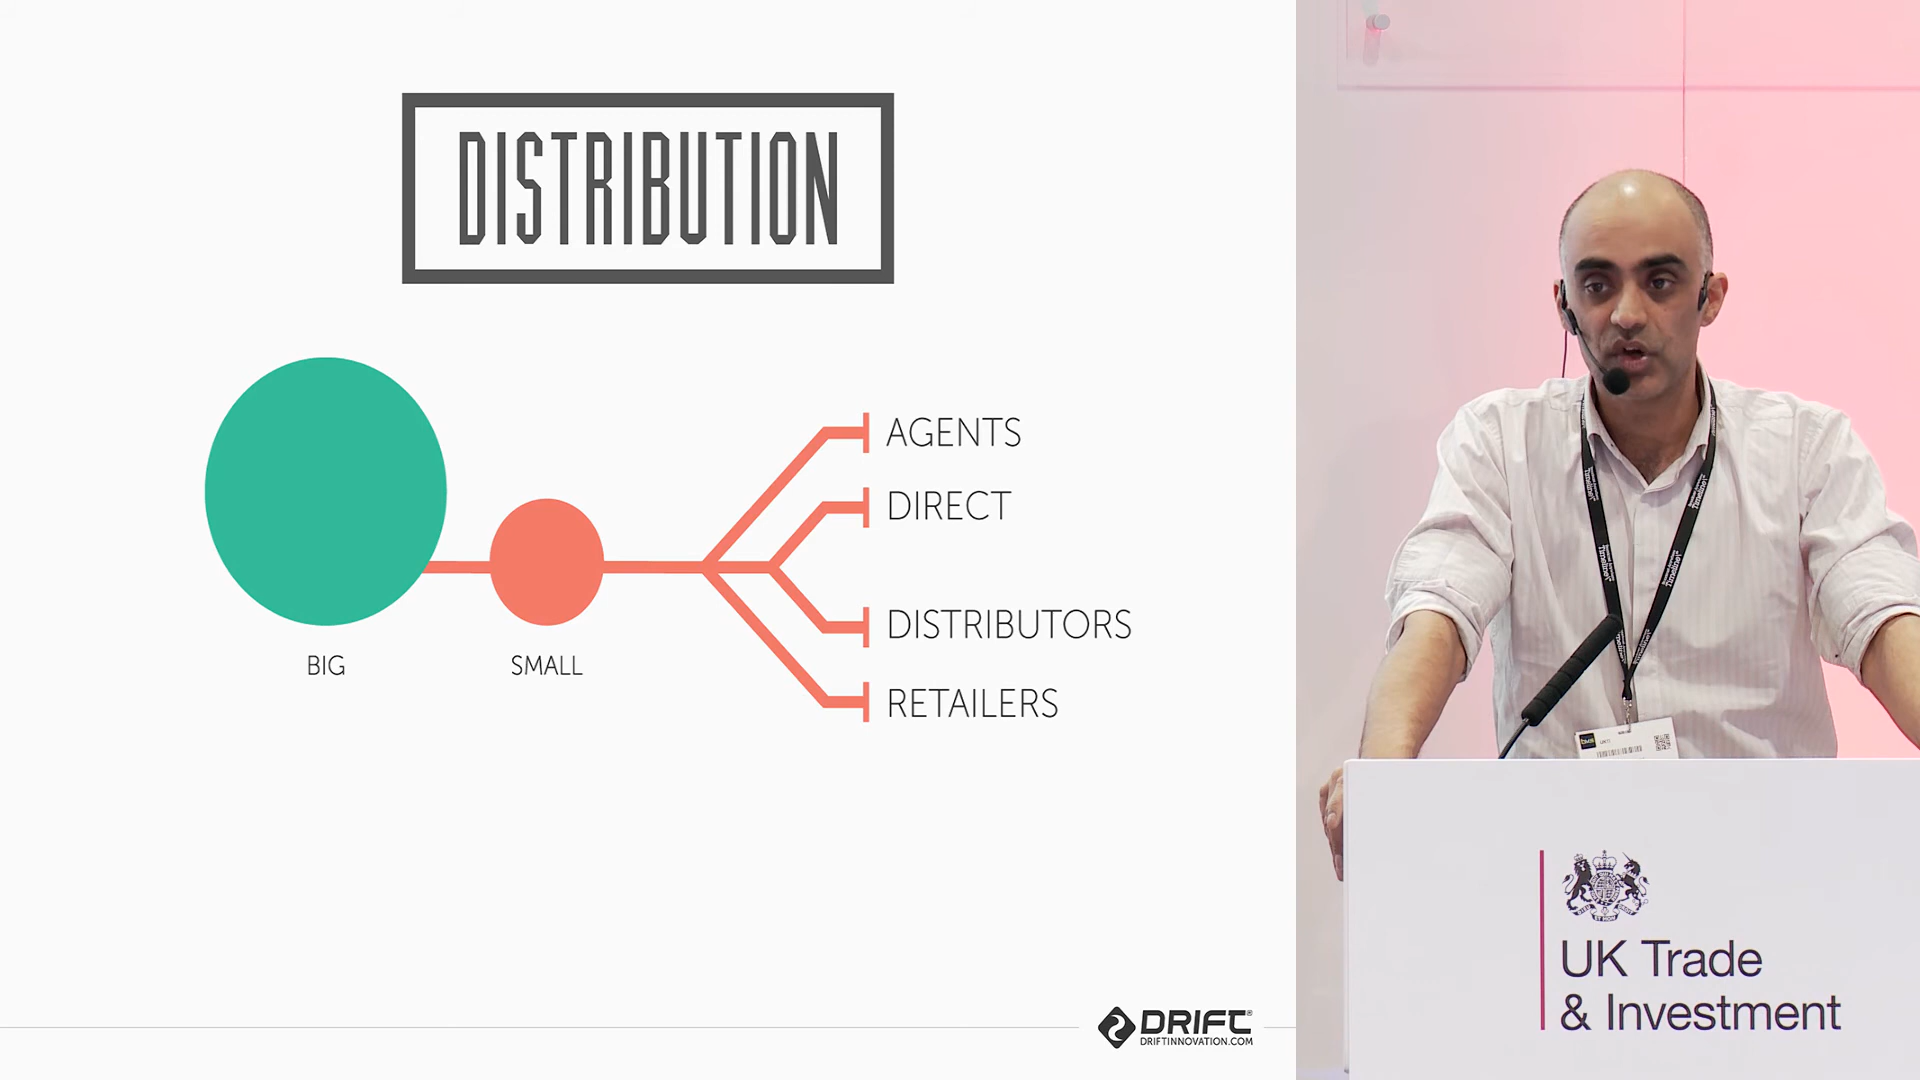 DISTRIBUTION
AGENTS
DIRECT
DISTRIBUTORS
RETAILERS
BIG
SMALL
DRIFT
DRIFTINNOVATION.COM
UK Trade
& Investment